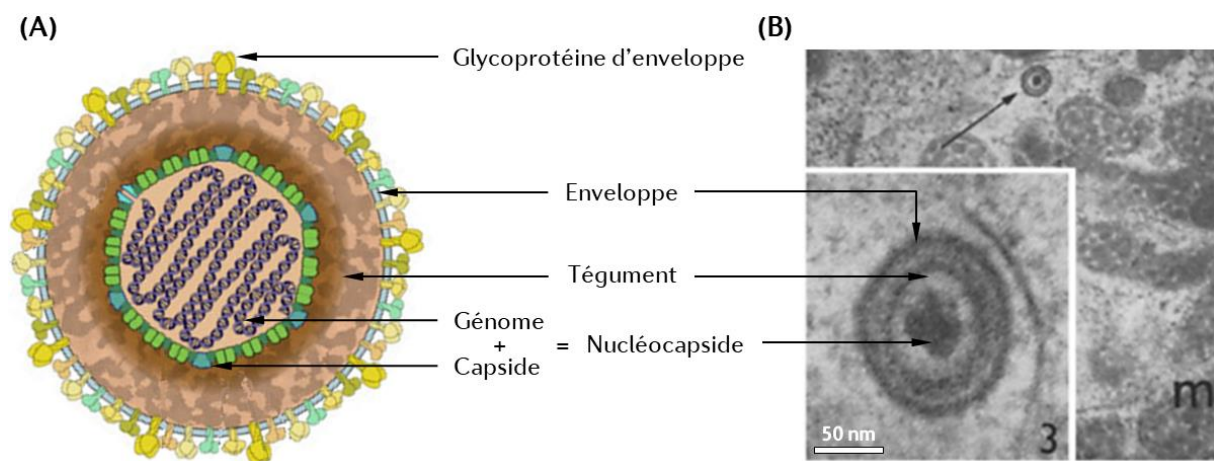 (A)
(B)
Glycoprotéine d'enveloppe
Enveloppe
Tégument
Génome
+
Capside
= Nucléocapside
50 nm
3
m